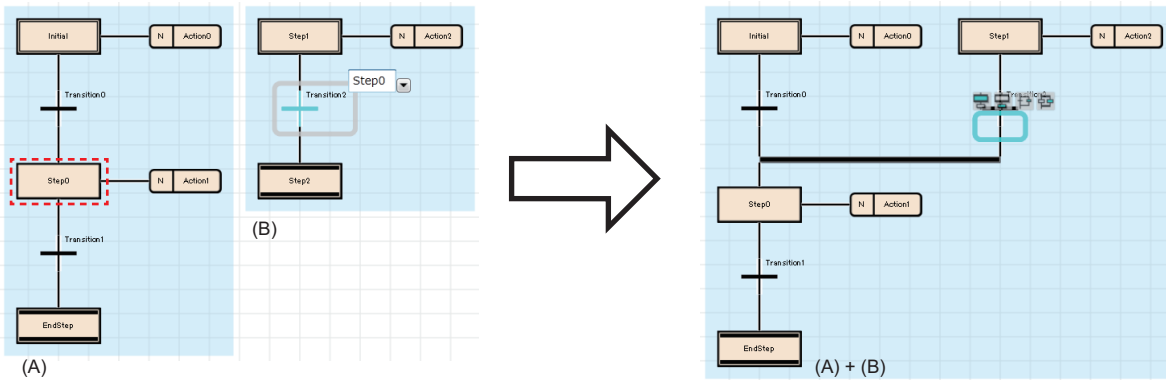 Initial
N Action0
Transition0
Step0
N Action1
Transition1
EndStep
(A)
Step1
N Action2
Step0
Transition2
Step2
(B)
Initial
N Action0
Transition0
Step1
N Action2
Step0
N Action1
Transition1
EndStep
(A) + (B)